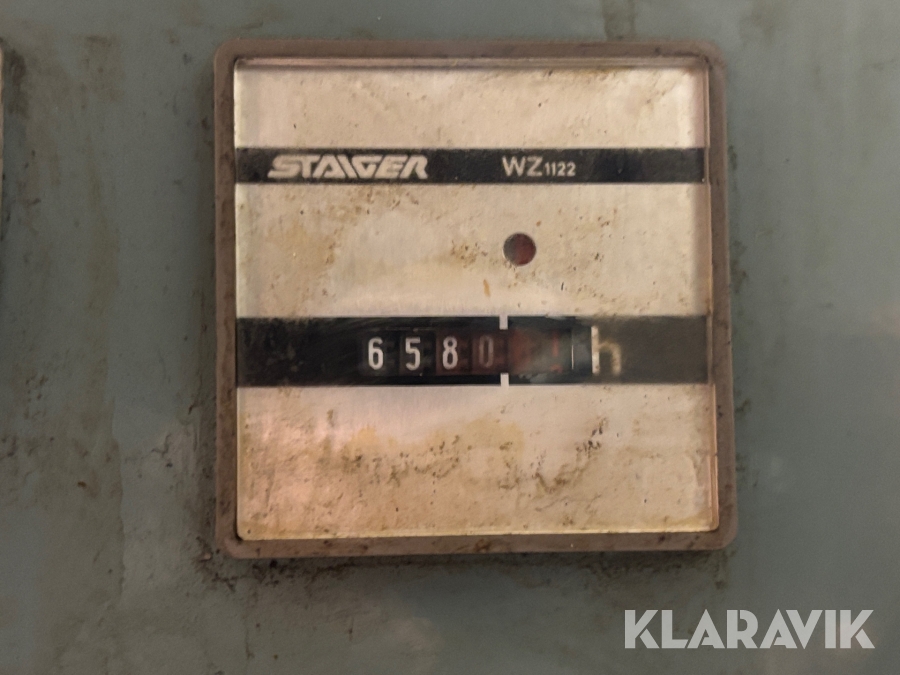 STAIGER WZ1122
6580 h
KLARAVIK